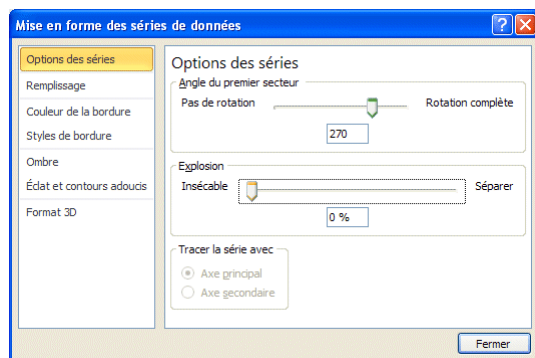 Mise en forme des séries de données
Options des séries
Remplissage
Couleur de la bordure
Styles de bordure
Ombre
Éclat et contours adoucis
Format 3D
Options des séries
Angle du premier secteur
Pas de rotation Rotation complète
270
Explosion
Insécable Séparer
0 %
Tracer la série avec
Axe principal
Axe secondaire
Fermer